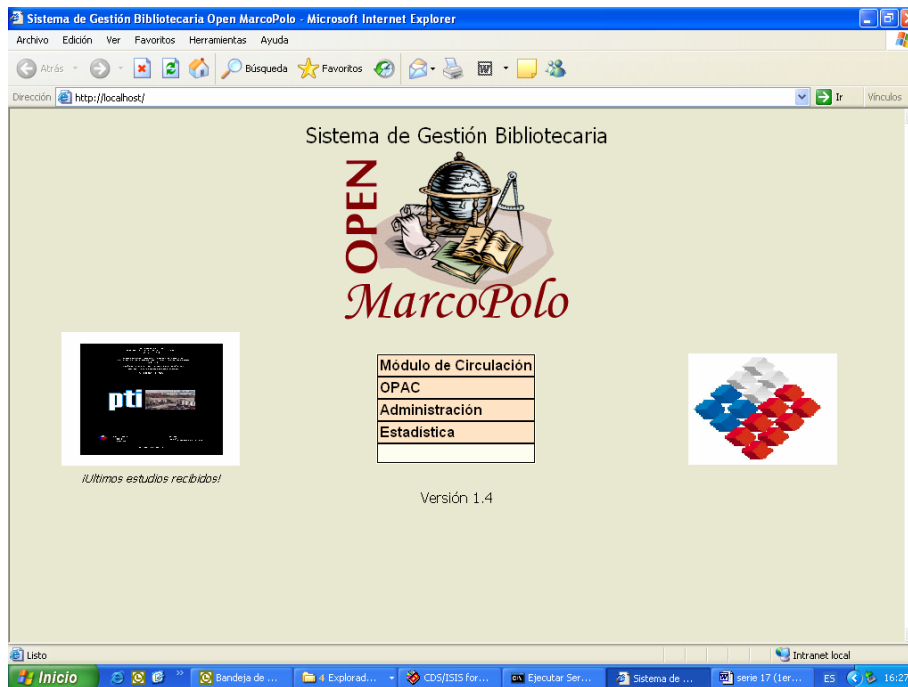 Sistema de Gestión Bibliotecaria Open MarcoPolo - Microsoft Internet Explorer
Archivo Edición Ver Favoritos Herramientas Ayuda
Atrás Búsqueda Favoritos
Dirección http://localhost/ Ir Vínculos
Sistema de Gestión Bibliotecaria
OPEN
MarcoPolo
pti
Módulo de Circulación
OPAC
Administración
Estadística
¡Ultimos estudios recibidos!
Versión 1.4
Listo Intranet local
Inicio Bandeja de ... 4 Explorad... CDS/ISIS for... Ejecutar Ser... Sistema de ... serie 17 (1er... ES 16:27